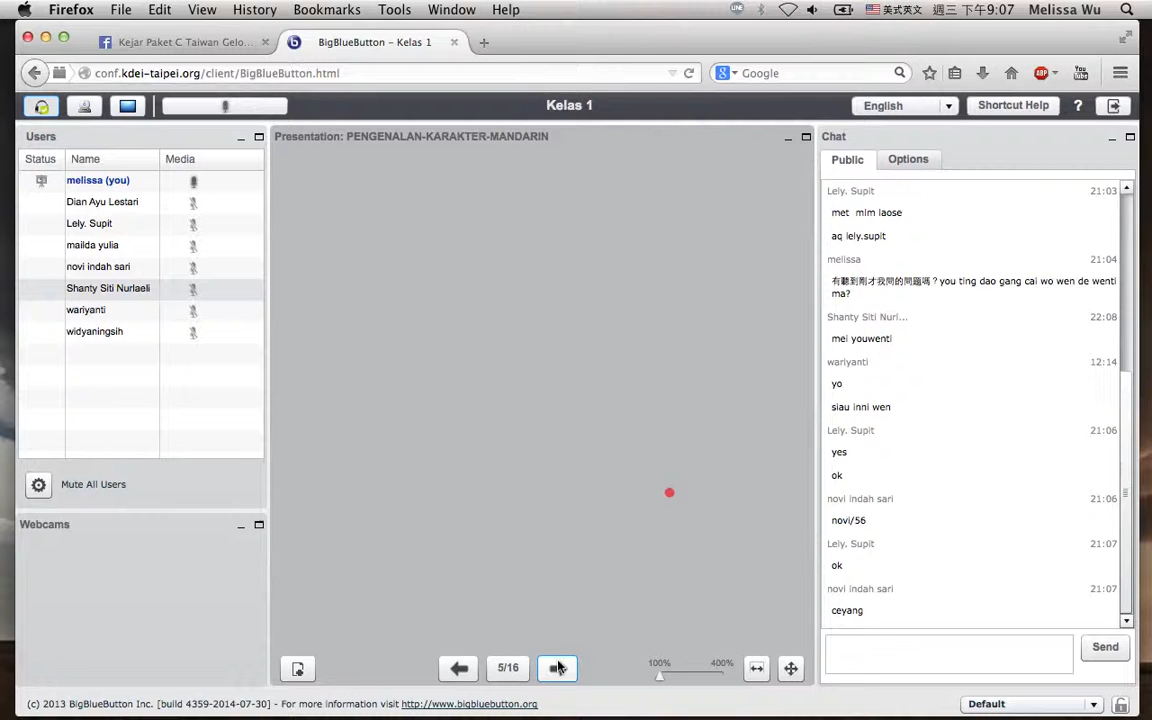 Firefox File Edit View History Bookmarks Tools Window Help 美式英文 週三 下午9:07 Melissa Wu
Kejar Paket C Taiwan Gelo... BigBlueButton - Kelas 1
conf.kdei-taipei.org/client/BigBlueButton.html Google ABP You Tube
Kelas 1 English Shortcut Help ?
Users
Status Name Media
melissa (you)
Dian Ayu Lestari
Lely. Supit
mailda yulia
novi indah sari
Shanty Siti Nurlaeli
wariyanti
widyaningsih
Mute All Users
Webcams
Presentation: PENGENALAN-KARAKTER-MANDARIN
5/16 100% 400%
Chat
Public Options
Lely. Supit 21:03
met mlm laose
aq lely.supit
melissa 21:04
有聽到剛才我問的問題嗎？you ting dao gang cai wo wen de wenti
ma?
Shanty Siti Nurl... 22:08
mei youwenti
wariyanti 12:14
yo
siau inni wen
Lely. Supit 21:06
yes
ok
novi indah sari 21:06
novi/56
Lely. Supit 21:07
ok
novi indah sari 21:07
ceyang
Send
(c) 2013 BigBlueButton Inc. [build 4359-2014-07-30] - For more information visit http://www.bigbluebutton.org
Default